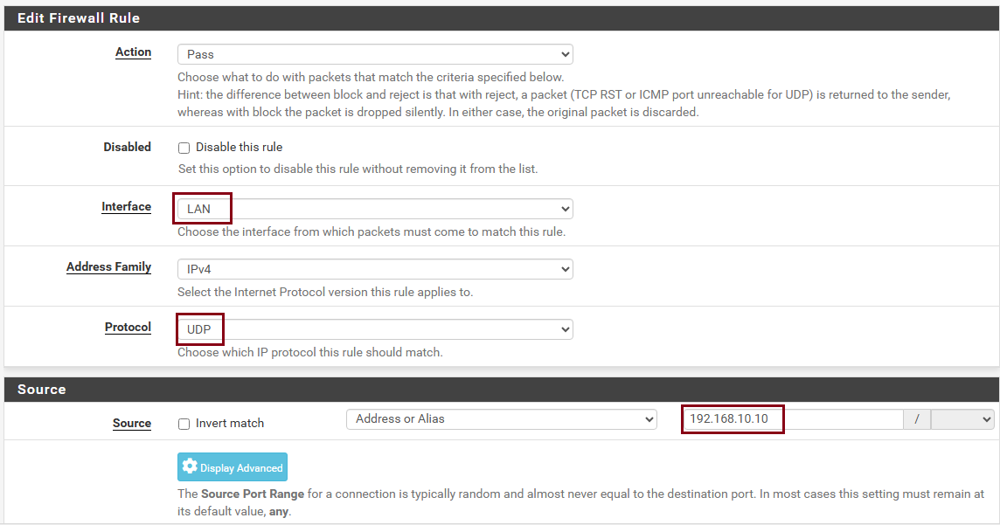 Edit Firewall Rule
Action
Pass
Choose what to do with packets that match the criteria specified below.
Hint: the difference between block and reject is that with reject, a packet (TCP RST or ICMP port unreachable for UDP) is returned to the sender,
whereas with block the packet is dropped silently. In either case, the original packet is discarded.
Disabled
Disable this rule
Set this option to disable this rule without removing it from the list.
Interface
LAN
Choose the interface from which packets must come to match this rule.
Address Family
IPv4
Select the Internet Protocol version this rule applies to.
Protocol
UDP
Choose which IP protocol this rule should match.
Source
Source
Invert match
Address or Alias
192.168.10.10
/
Display Advanced
The Source Port Range for a connection is typically random and almost never equal to the destination port. In most cases this setting must remain at
its default value, any.